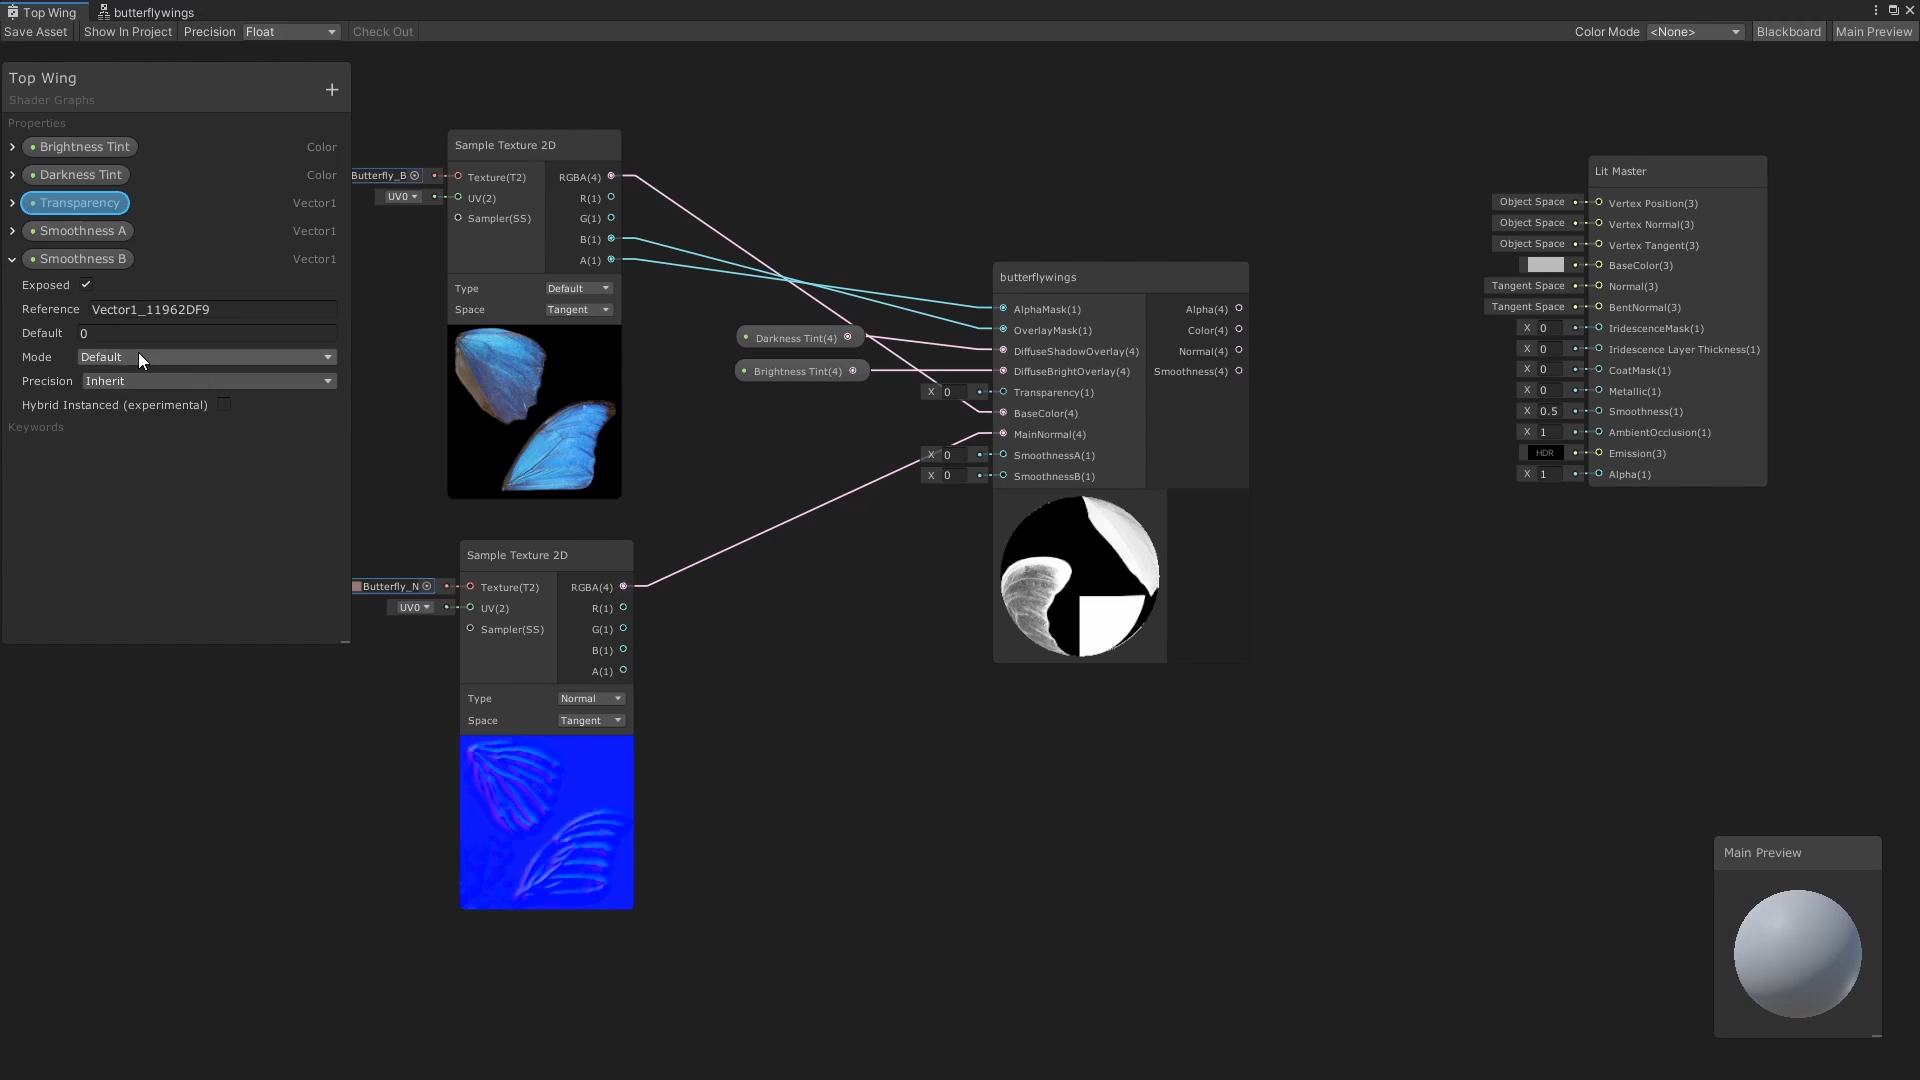 Top Wing
butterflywings
Save Asset
Show In Project
Precision
Float
Check Out
Color Mode
<None>
Blackboard
Main Preview
Top Wing
Shader Graphs
Properties
Brightness Tint
Color
Darkness Tint
Color
Transparency
Vector1
Smoothness A
Vector1
Smoothness B
Vector1
Exposed
Reference
Vector1_11962DF9
Default
0
Mode
Default
Precision
Inherit
Hybrid Instanced (experimental)
Keywords
Sample Texture 2D
Butterfly_B
Texture(T2)
RGBA(4)
UV0
UV(2)
R(1)
Sampler(SS)
G(1)
B(1)
A(1)
Type
Default
Space
Tangent
Sample Texture 2D
Butterfly_N
Texture(T2)
RGBA(4)
UV0
UV(2)
R(1)
Sampler(SS)
G(1)
B(1)
A(1)
Type
Normal
Space
Tangent
Darkness Tint(4)
Brightness Tint(4)
butterflywings
AlphaMask(1)
Alpha(4)
OverlayMask(1)
Color(4)
DiffuseShadowOverlay(4)
Normal(4)
DiffuseBrightOverlay(4)
Smoothness(4)
X 0
Transparency(1)
BaseColor(4)
MainNormal(4)
X 0
SmoothnessA(1)
X 0
SmoothnessB(1)
Lit Master
Object Space
Vertex Position(3)
Object Space
Vertex Normal(3)
Object Space
Vertex Tangent(3)
BaseColor(3)
Tangent Space
Normal(3)
Tangent Space
BentNormal(3)
X 0
IridescenceMask(1)
X 0
Iridescence Layer Thickness(1)
X 0
CoatMask(1)
X 0
Metallic(1)
X 0.5
Smoothness(1)
X 1
AmbientOcclusion(1)
HDR
Emission(3)
X 1
Alpha(1)
Main Preview